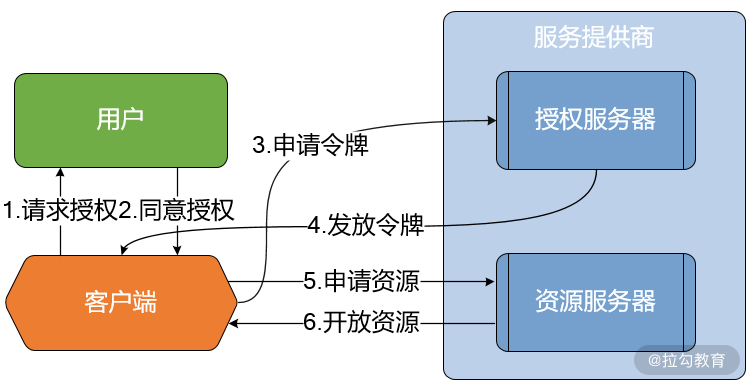 服务提供商
用户
授权服务器
3.申请令牌
1.请求授权
2.同意授权
4.发放令牌
客户端
5.申请资源
资源服务器
6.开放资源
@拉勾教育